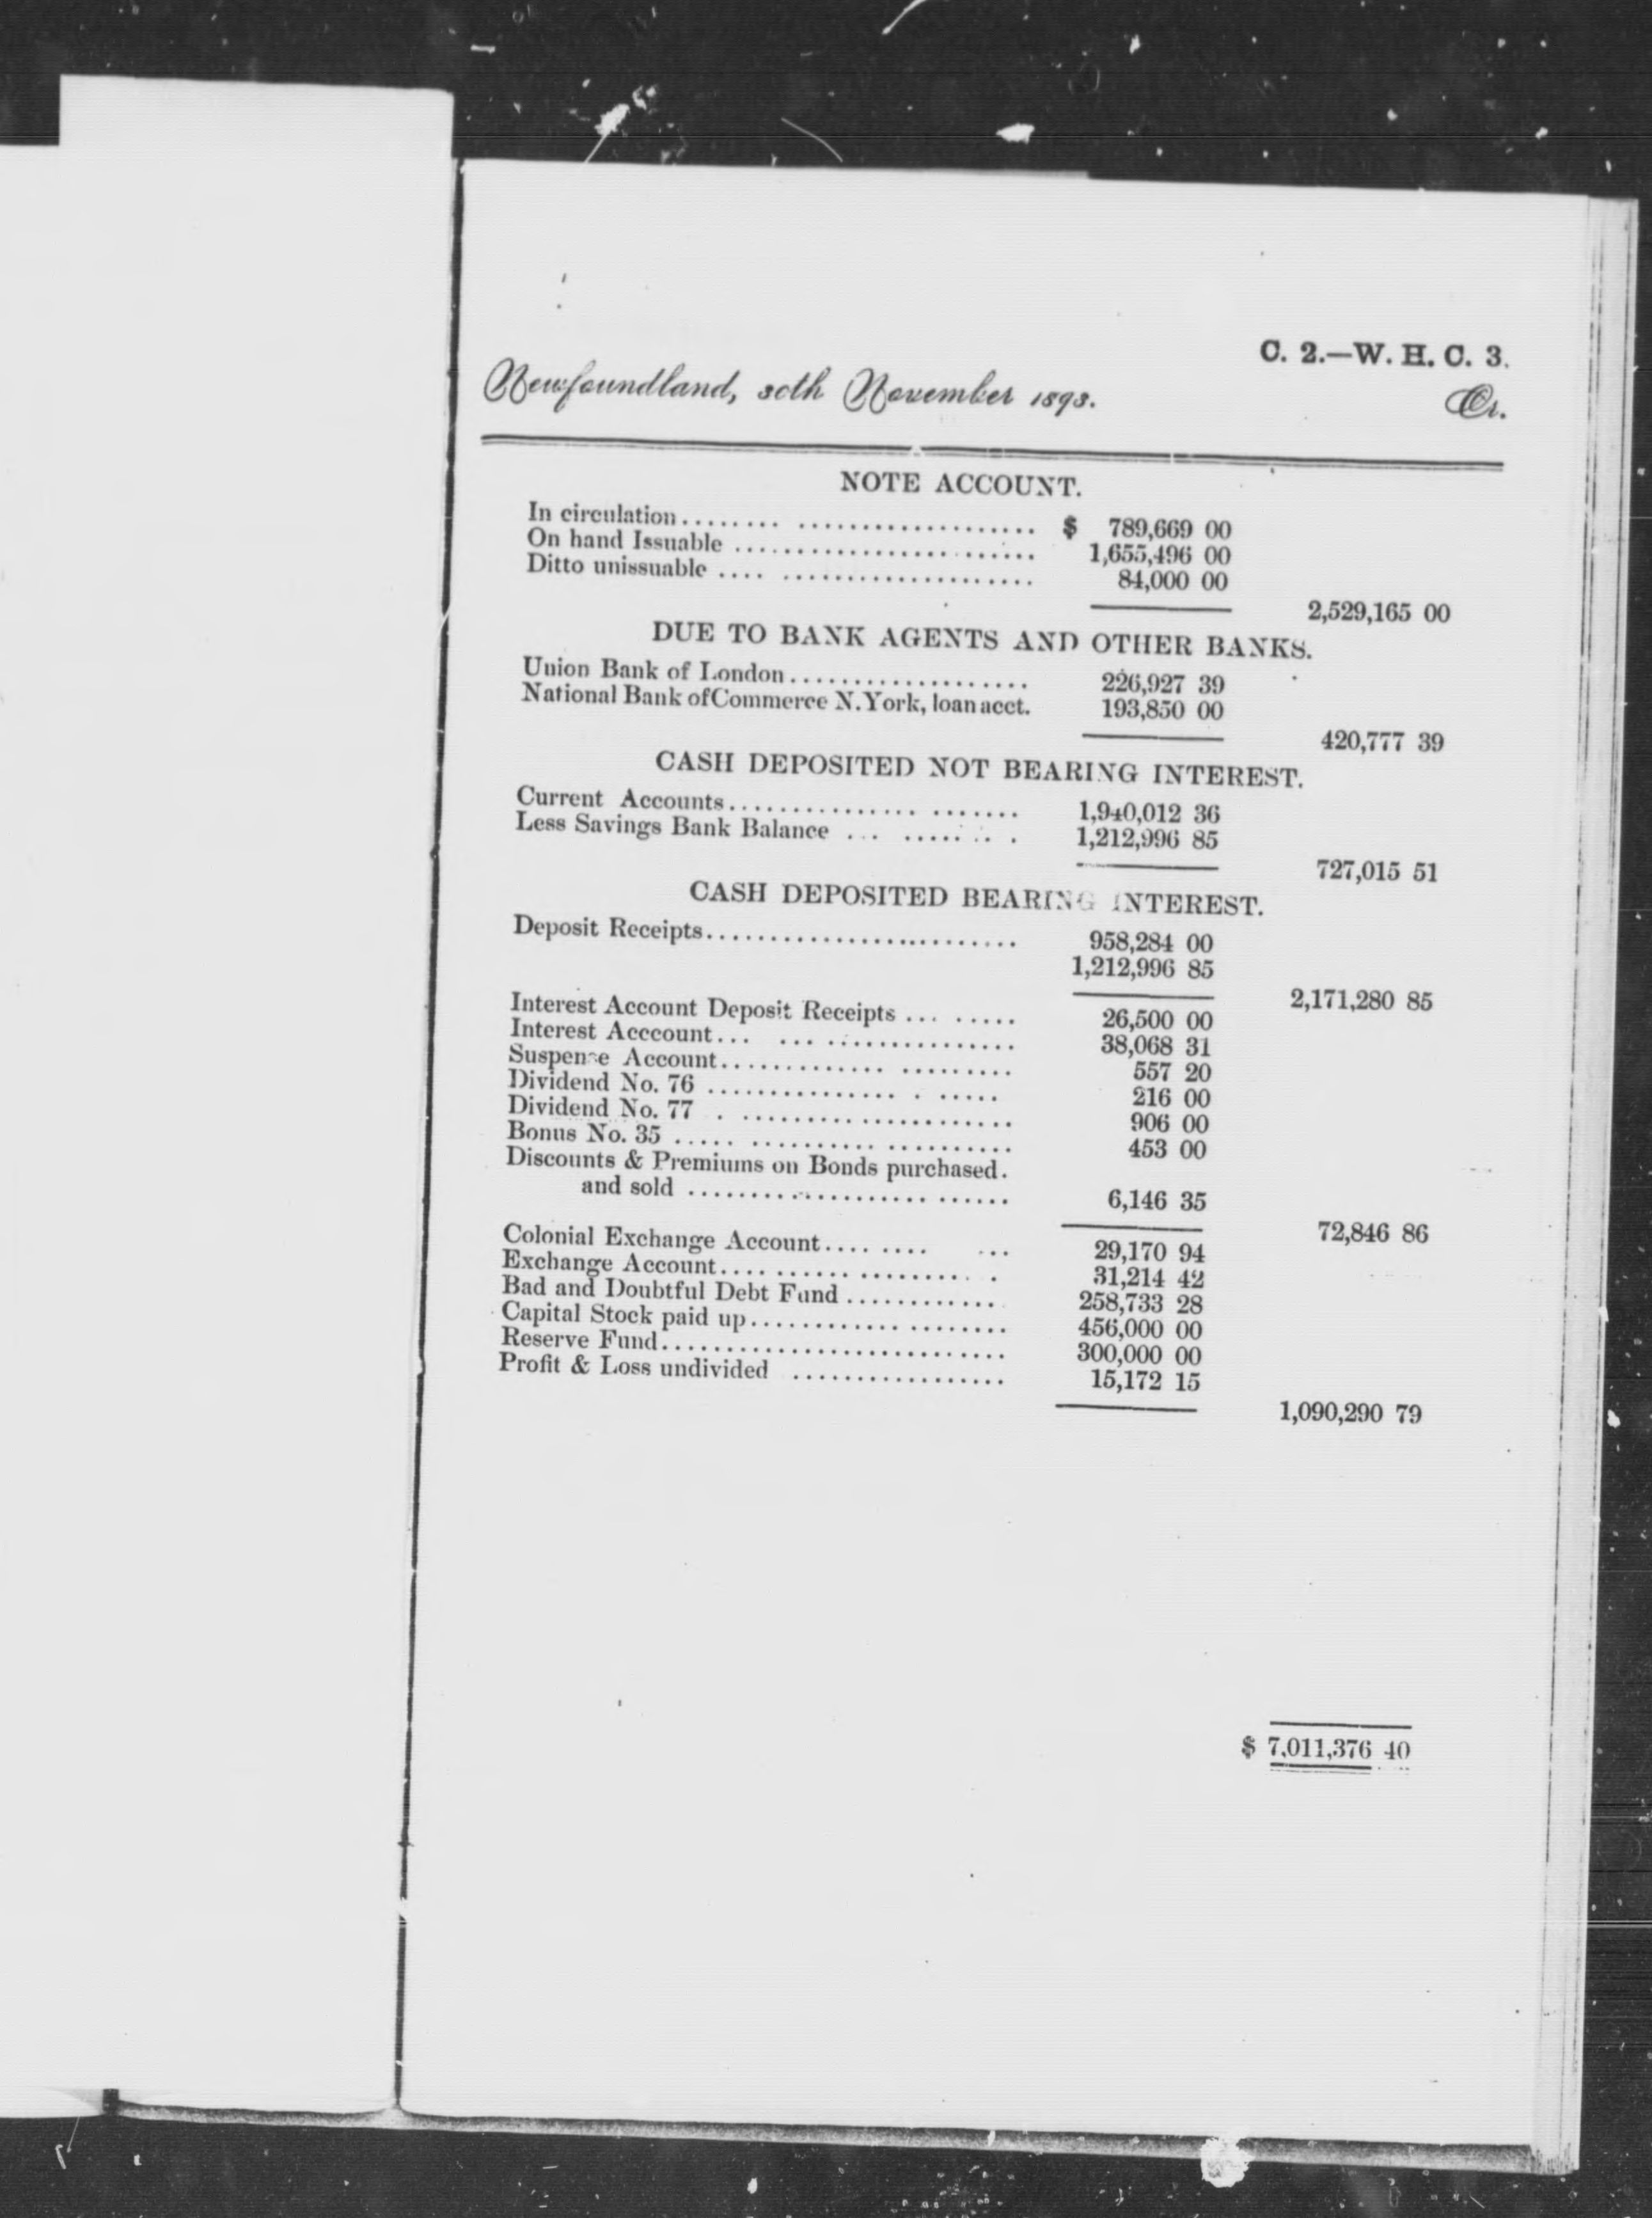 C. 2.—W. H. C. 3.
Newfoundland, 30th November 1893. Cr.
NOTE ACCOUNT.
In circulation........ ................... $ 789,669 00
On hand Issuable ........................ 1,655,496 00
Ditto unissuable .... .................... 84,000 00
2,529,165 00
DUE TO BANK AGENTS AND OTHER BANKS.
Union Bank of London................... 226,927 39
National Bank ofCommerce N.York, loan acct. 193,850 00
420,777 39
CASH DEPOSITED NOT BEARING INTEREST.
Current Accounts............... ....... 1,940,012 36
Less Savings Bank Balance ... ....... . 1,212,996 85
727,015 51
CASH DEPOSITED BEARING INTEREST.
Deposit Receipts......................... 958,284 00
1,212,996 85
2,171,280 85
Interest Account Deposit Receipts ... ..... 26,500 00
Interest Acccount... ... ............... 38,068 31
Suspense Account............. ......... 557 20
Dividend No. 76 ............... . ..... 216 00
Dividend No. 77 . ...................... 906 00
Bonus No. 35 ..... .......... .......... 453 00
Discounts & Premiums on Bonds purchased.
and sold ................... ...... 6,146 35
72,846 86
Colonial Exchange Account.... .... ... 29,170 94
Exchange Account.... ...... ......... . 31,214 42
Bad and Doubtful Debt Fund ............ 258,733 28
Capital Stock paid up............ ........ 456,000 00
Reserve Fund........................... 300,000 00
Profit & Loss undivided ................. 15,172 15
1,090,290 79
$ 7,011,376 40